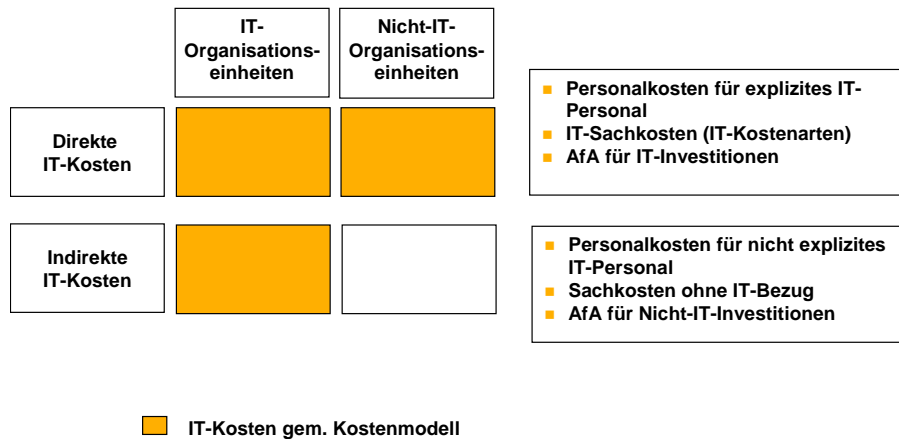 IT-
Organisations-
einheiten
Nicht-IT-
Organisations-
einheiten
Direkte
IT-Kosten
Personalkosten für explizites IT-
Personal
IT-Sachkosten (IT-Kostenarten)
AfA für IT-Investitionen
Indirekte
IT-Kosten
Personalkosten für nicht explizites
IT-Personal
Sachkosten ohne IT-Bezug
AfA für Nicht-IT-Investitionen
IT-Kosten gem. Kostenmodell